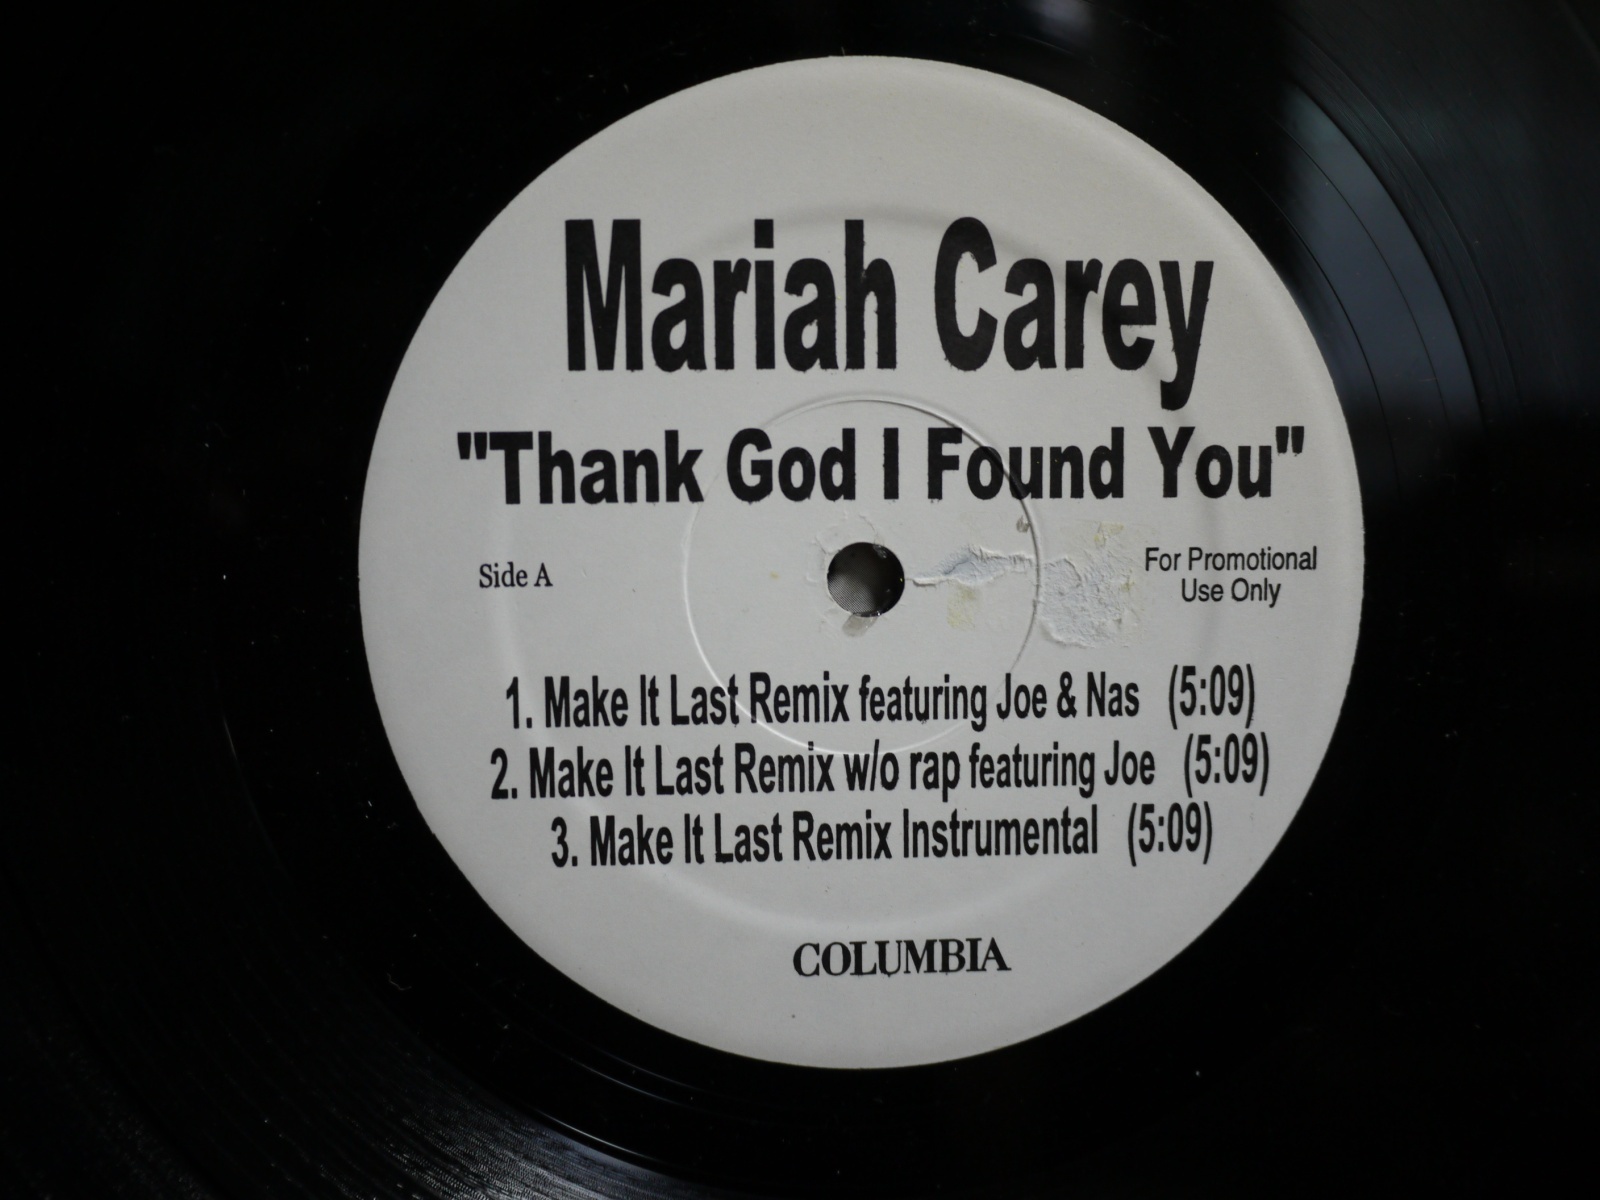 Mariah Carey
"Thank God I Found You"
Side A
For Promotional
Use Only
1. Make It Last Remix featuring Joe & Nas (5:09)
2. Make It Last Remix w/o rap featuring Joe (5:09)
3. Make It Last Remix Instrumental (5:09)
COLUMBIA